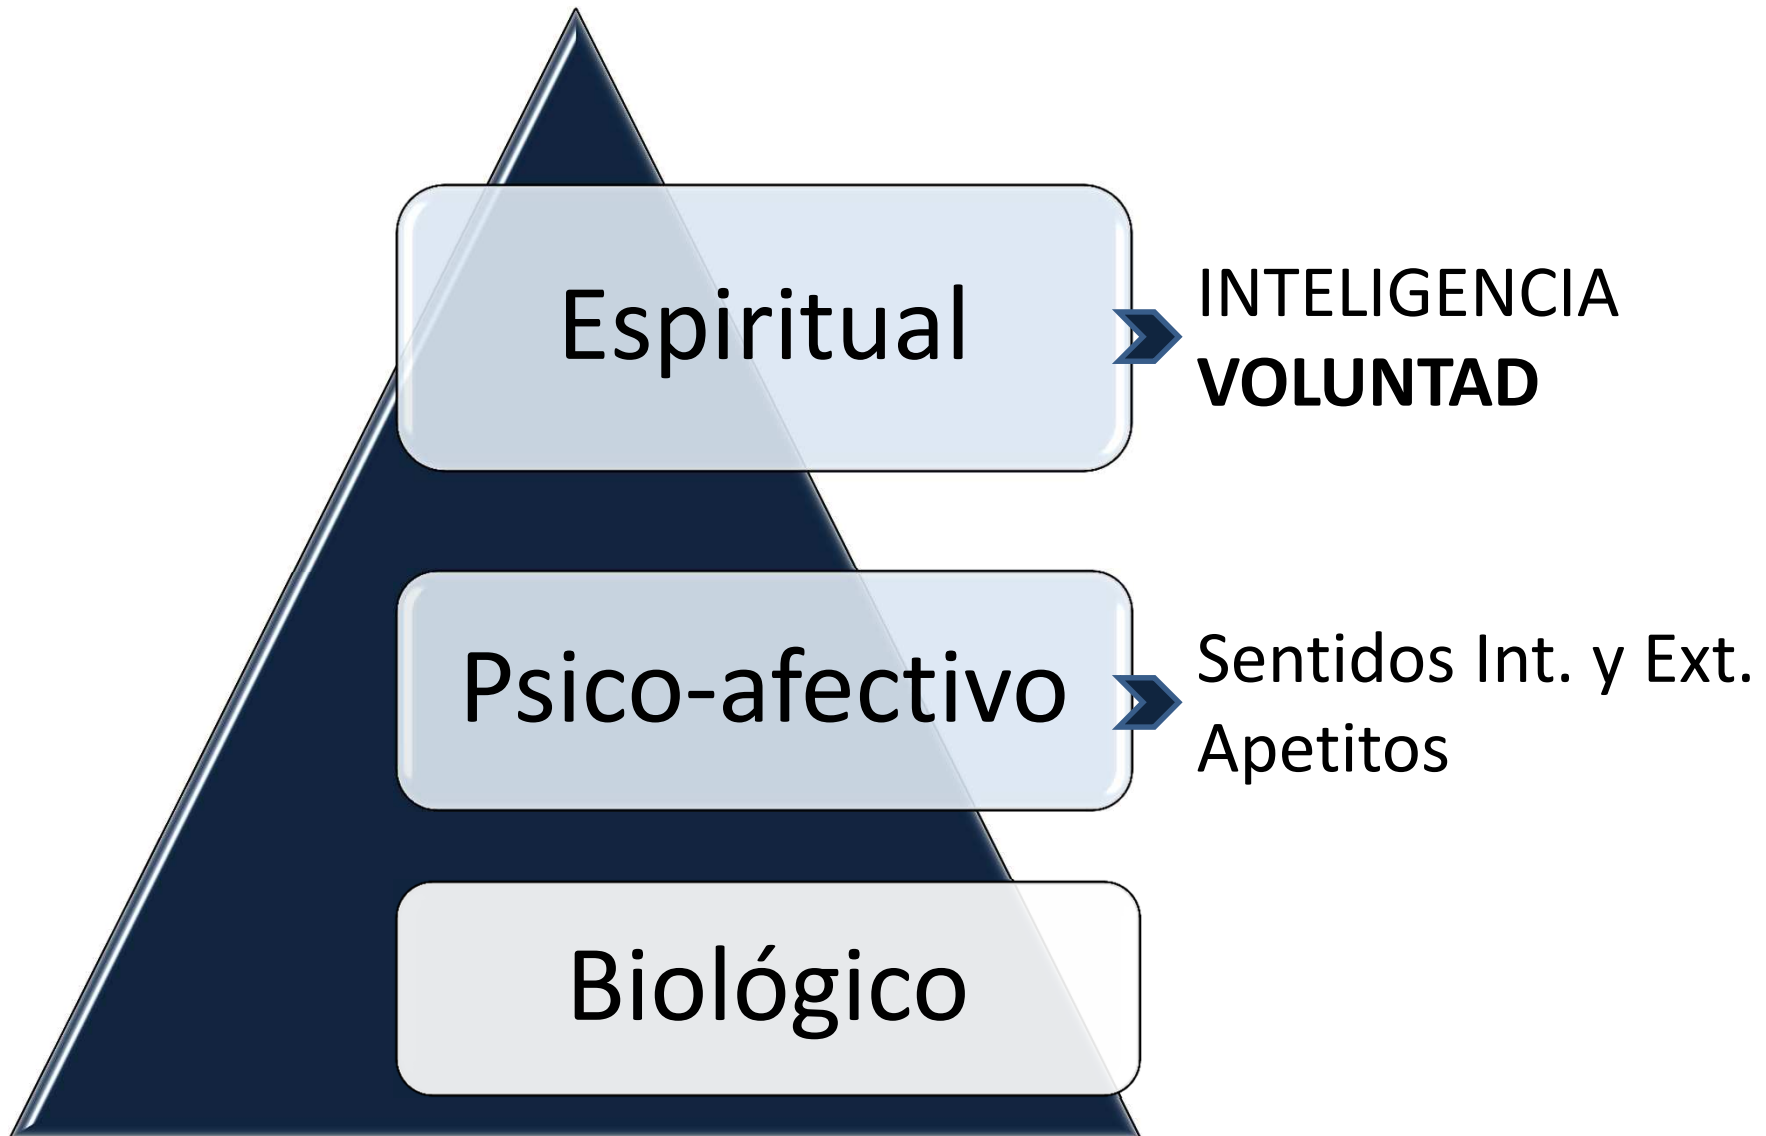 Espiritual
INTELIGENCIA
VOLUNTAD
Psico-afectivo
Sentidos Int. y Ext.
Apetitos
Biológico